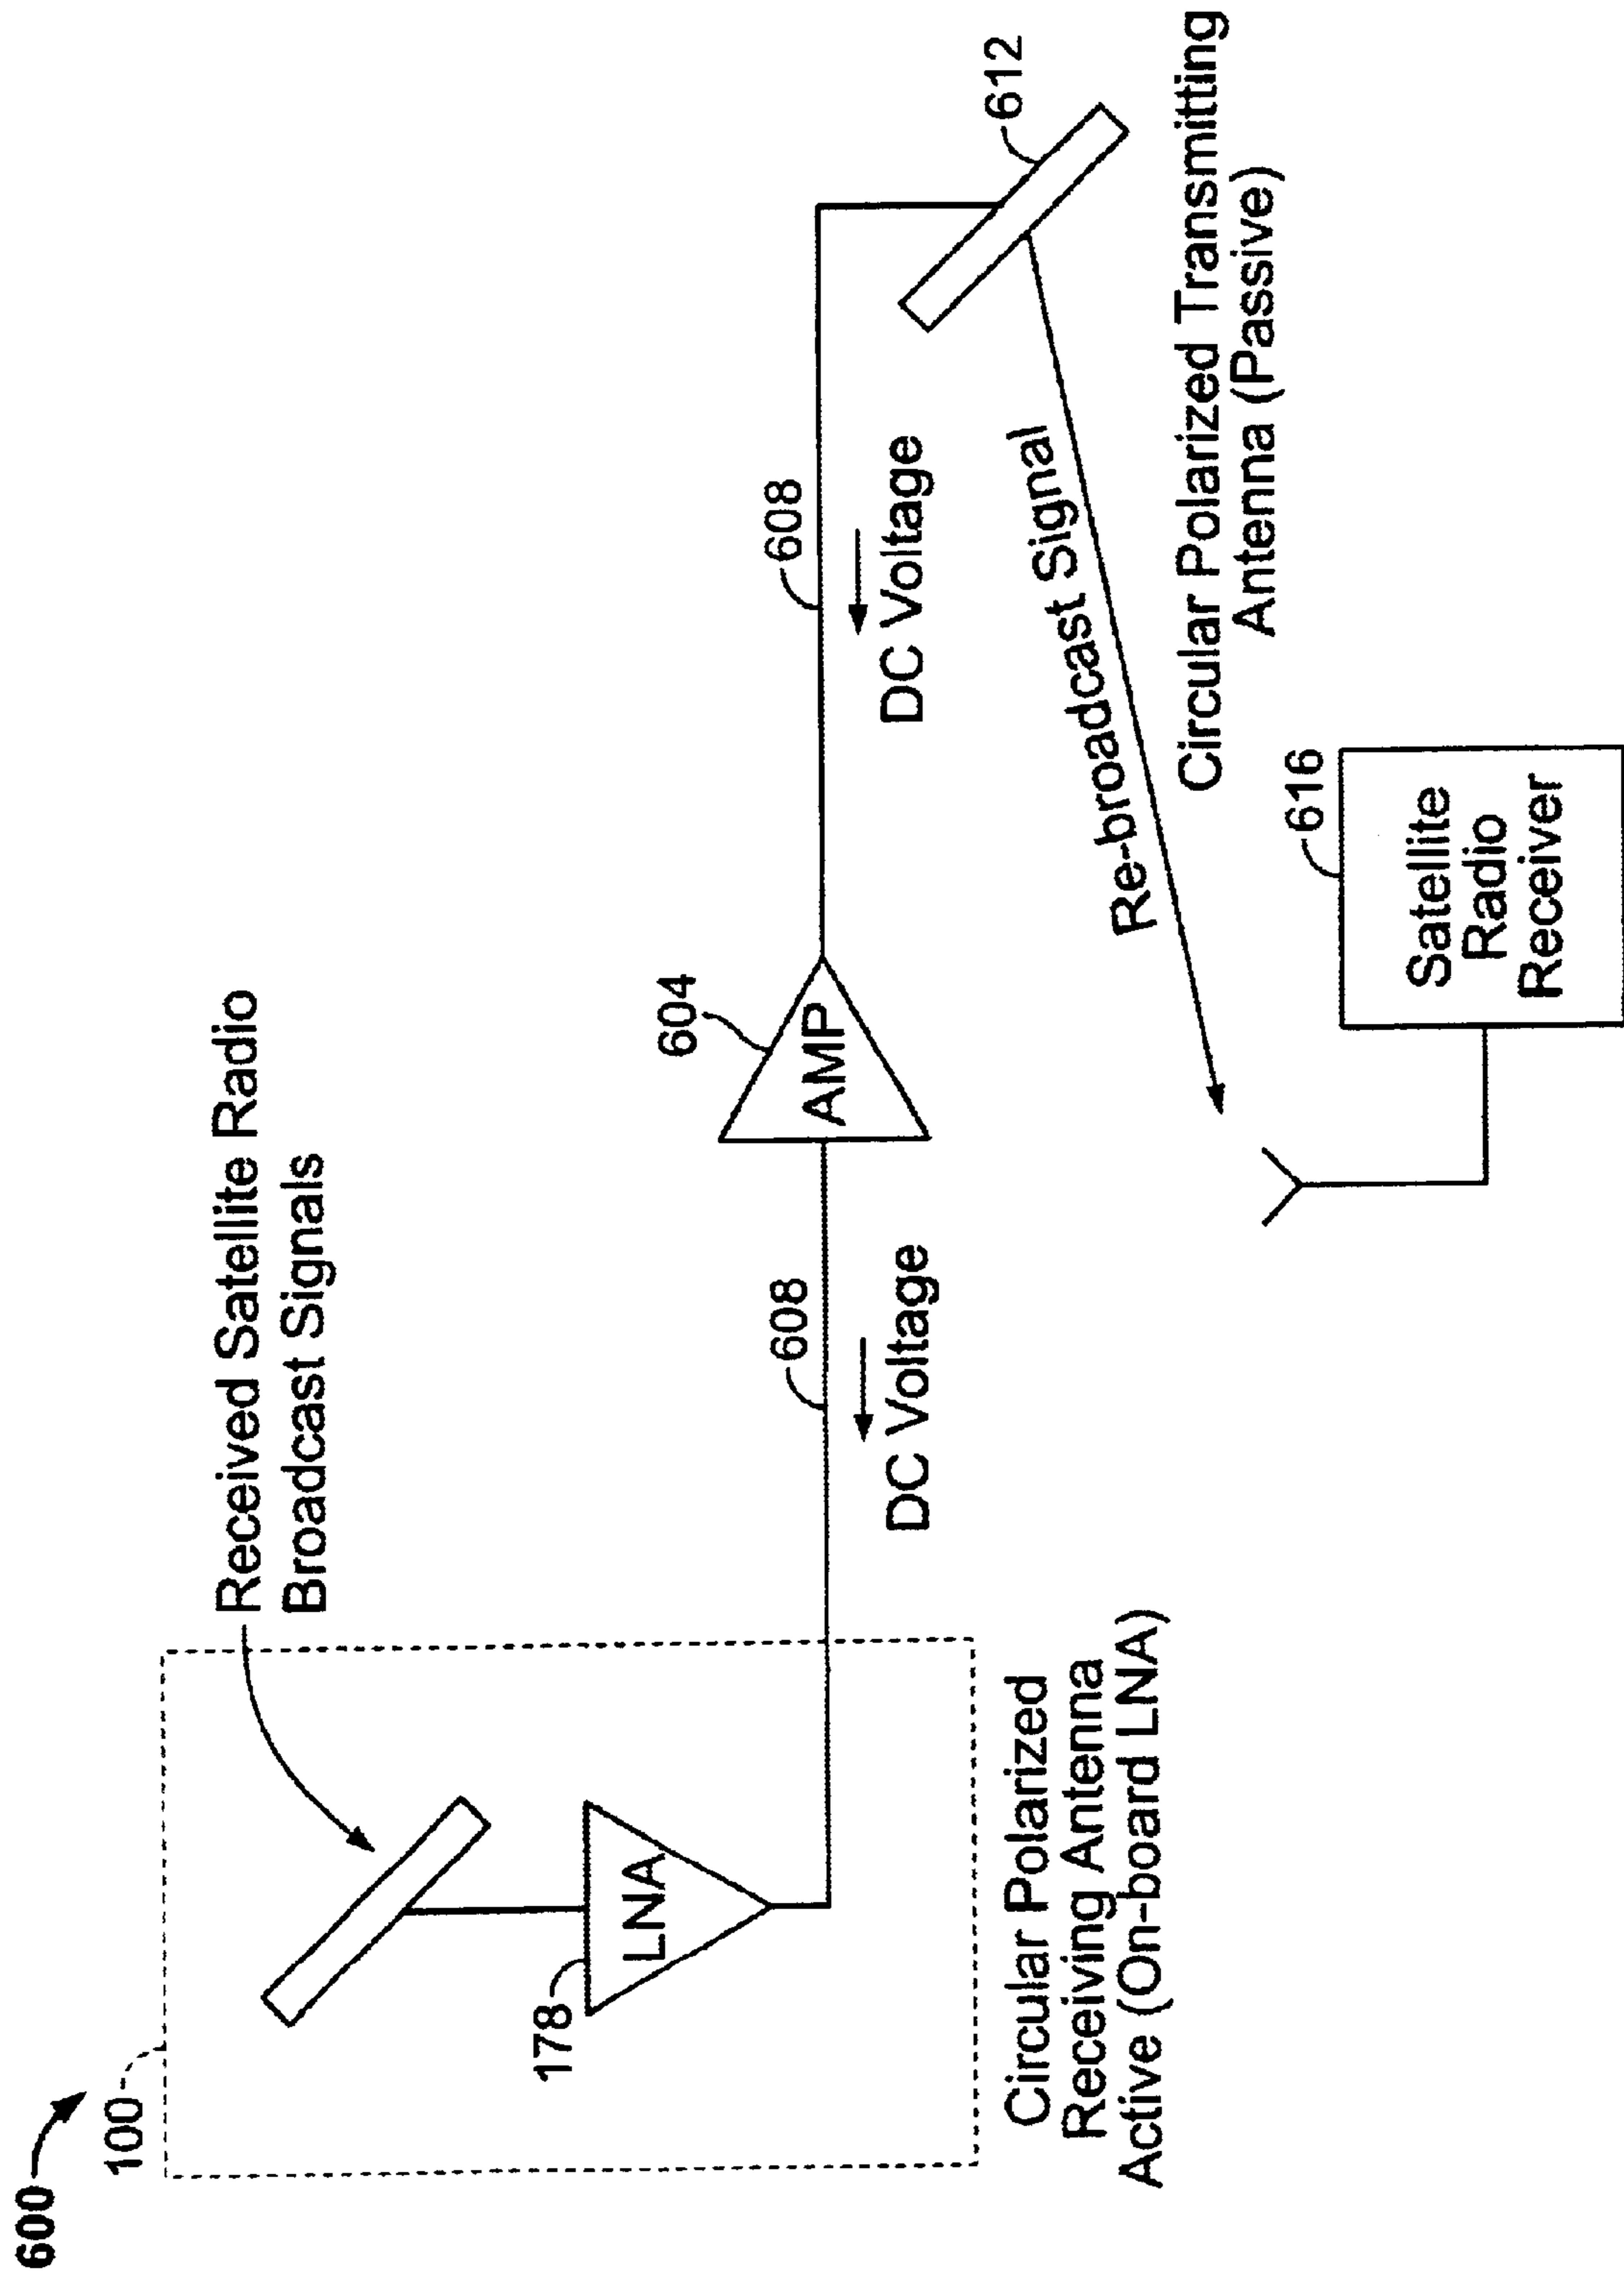 600
100
Received Satellite Radio
Broadcast Signals
178
LNA
Circular Polarized
Receiving Antenna
Active (On-board LNA)
608
DC Voltage
604
AMP
608
DC Voltage
612
Re-broadcast Signal
Circular Polarized Transmitting
Antenna (Passive)
616
Satellite
Radio
Receiver